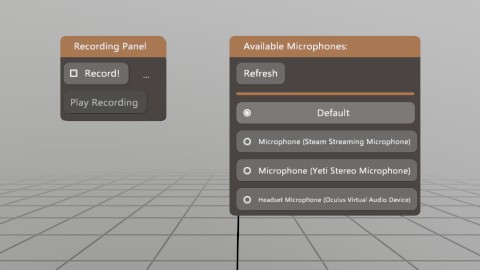 Recording Panel
Record!
...
Play Recording
Available Microphones:
Refresh
Default
Microphone (Steam Streaming Microphone)
Microphone (Yeti Stereo Microphone)
Headset Microphone (Oculus Virtual Audio Device)